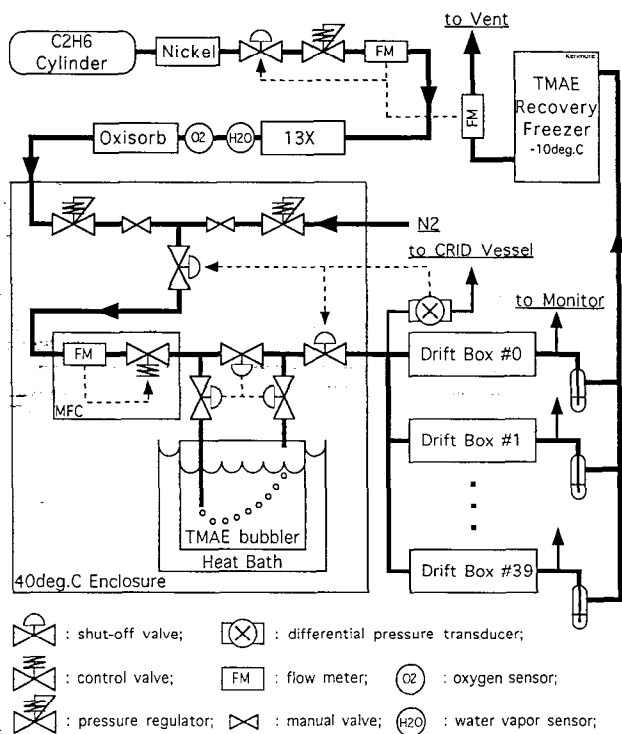 C2H6
Cylinder
Nickel
FM
to Vent
Kenmore
TMAE
Recovery
Freezer
-10deg.C
FM
Oxisorb
O2
H2O
13X
N2
to CRID Vessel
to Monitor
FM
MFC
Drift Box #0
Drift Box #1
TMAE bubbler
Heat Bath
40deg.C Enclosure
Drift Box #39
: shut-off valve;
: differential pressure transducer;
: control valve;
FM : flow meter;
O2 : oxygen sensor;
: pressure regulator;
: manual valve;
H2O : water vapor sensor;